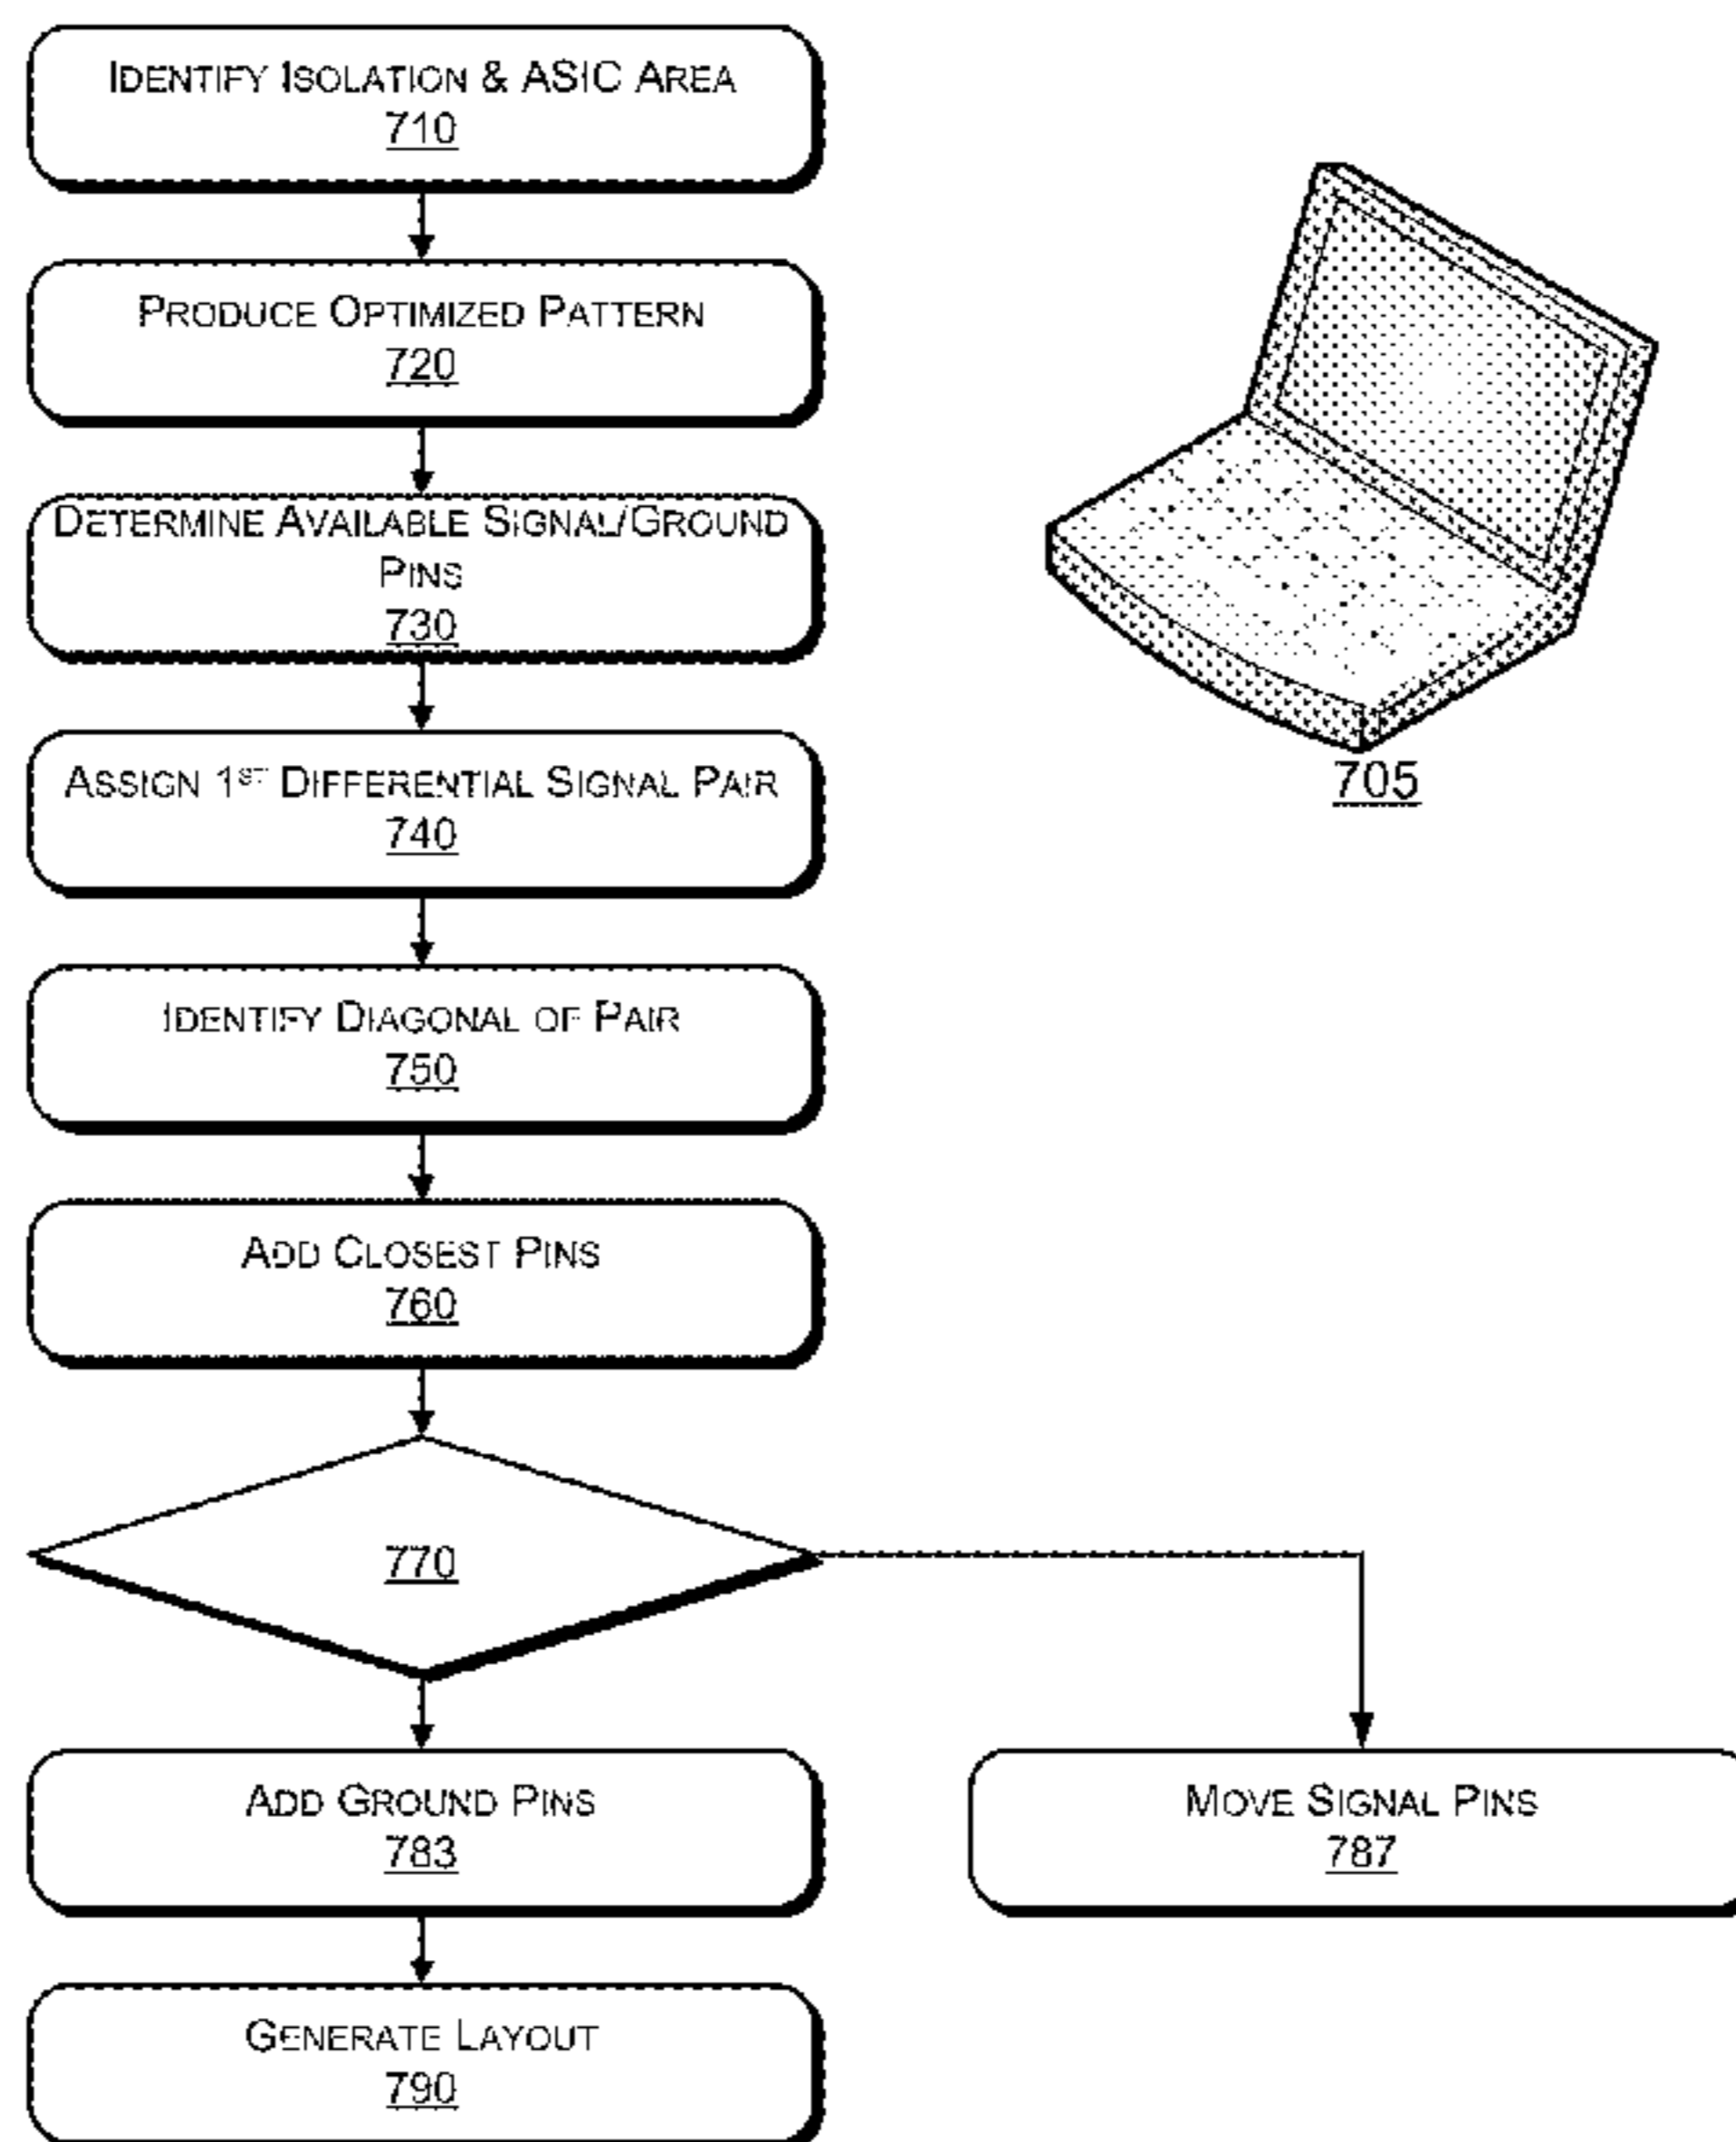 IDENTIFY ISOLATION & ASIC AREA
710
PRODUCE OPTIMIZED PATTERN
720
DETERMINE AVAILABLE SIGNAL/GROUND
PINS
730
ASSIGN 1ST DIFFERENTIAL SIGNAL PAIR
740
IDENTIFY DIAGONAL OF PAIR
750
ADD CLOSEST PINS
760
770
ADD GROUND PINS
783
GENERATE LAYOUT
790
705
MOVE SIGNAL PINS
787